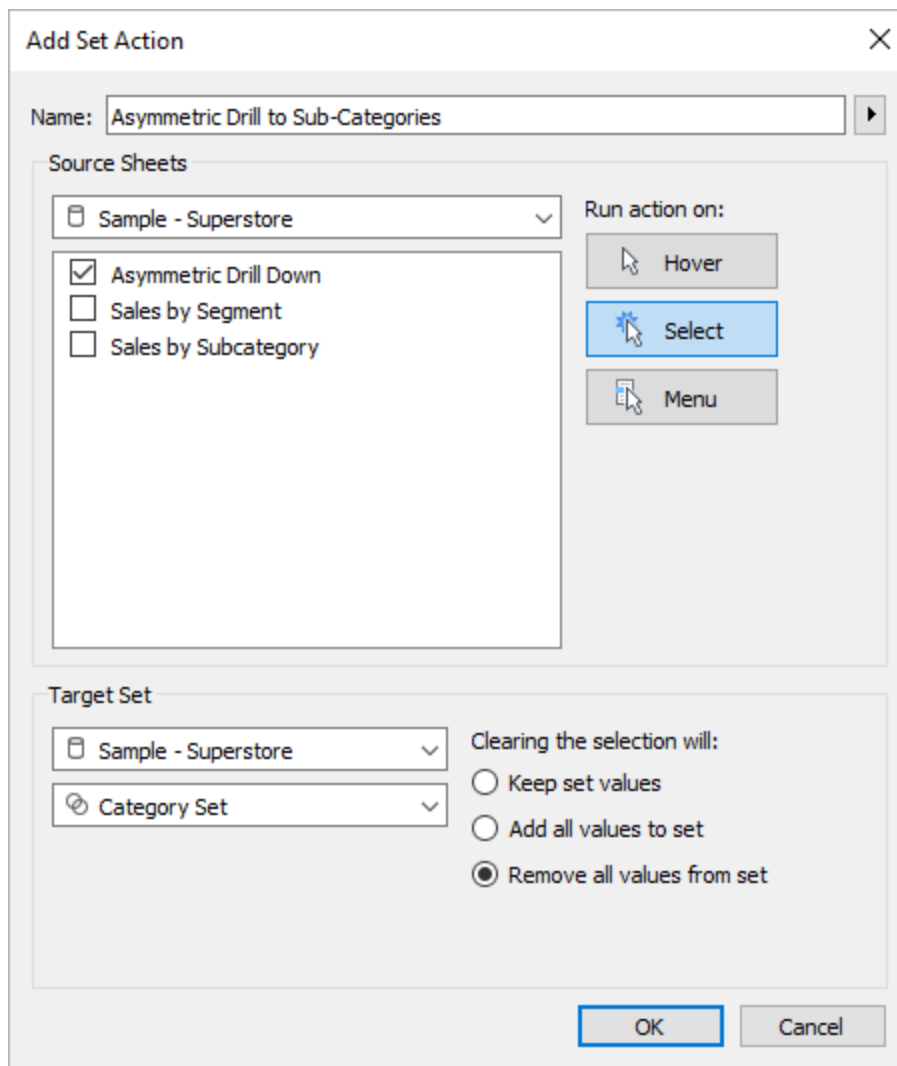 Add Set Action
Name: Asymmetric Drill to Sub-Categories
Source Sheets
Sample - Superstore
Run action on:
Asymmetric Drill Down
Sales by Segment
Sales by Subcategory
Hover
Select
Menu
Target Set
Sample - Superstore
Category Set
Clearing the selection will:
Keep set values
Add all values to set
Remove all values from set
OK
Cancel